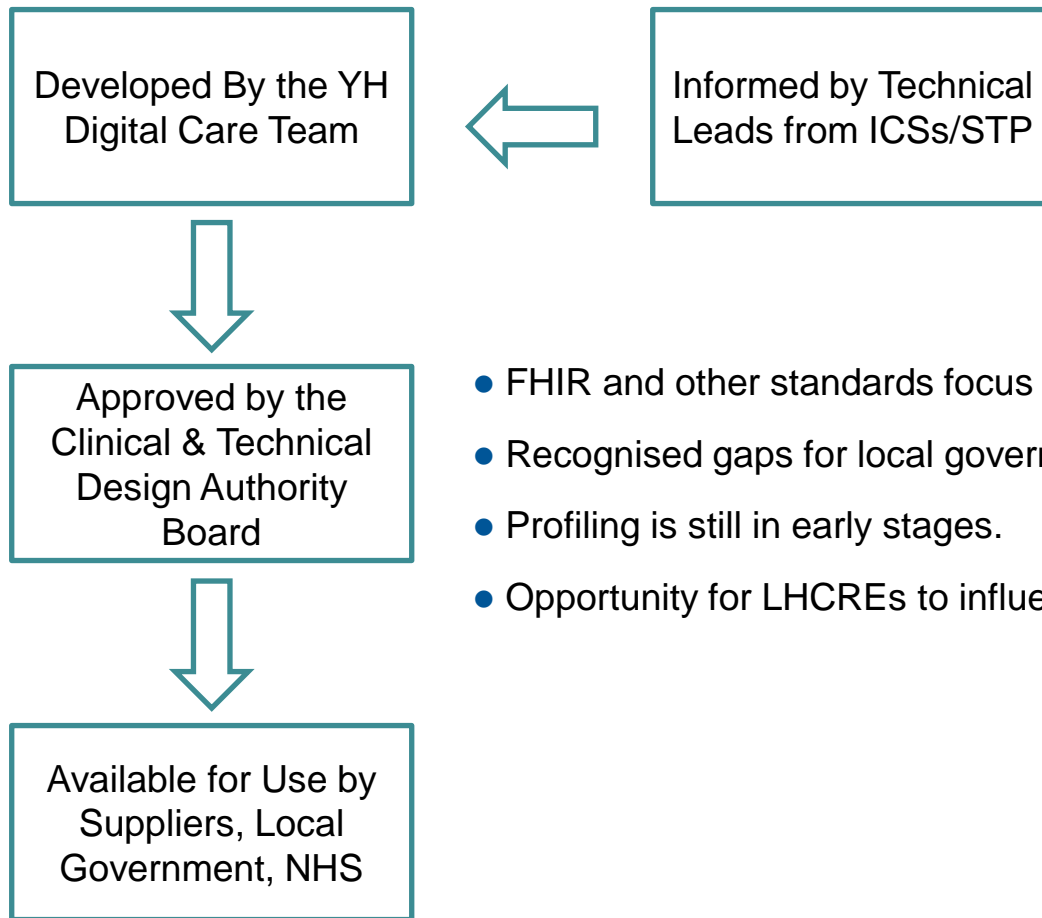 Developed By the YH
Digital Care Team
Informed by Technical
Leads from ICSs/STP
Approved by the
Clinical & Technical
Design Authority
Board
● FHIR and other standards focus
● Recognised gaps for local
● Profiling is still in early stages.
● Opportunity for LHCREs to
Available for Use by
Suppliers, Local
Government, NHS